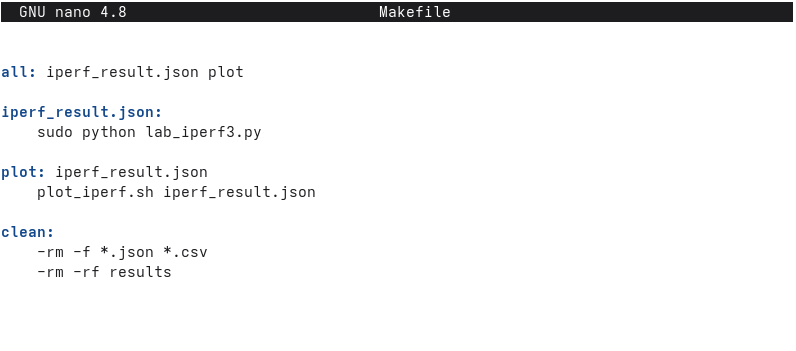 GNU nano 4.8 Makefile
all: iperf_result.json plot
iperf_result.json:
    sudo python lab_iperf3.py
plot: iperf_result.json
    plot_iperf.sh iperf_result.json
clean:
    -rm -f *.json *.csv
    -rm -rf results